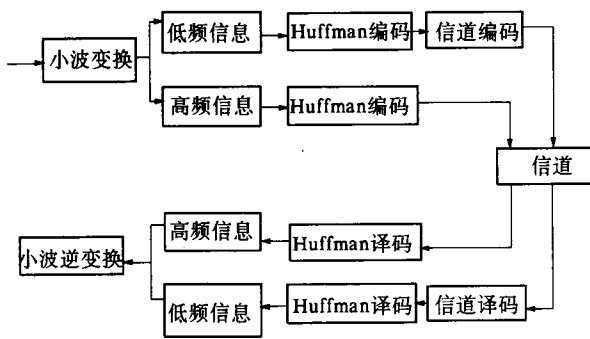 低频信息
Huffman编码
信道编码
小波变换
高频信息
Huffman编码
信道
高频信息
Huffman译码
小波逆变换
低频信息
Huffman译码
信道译码